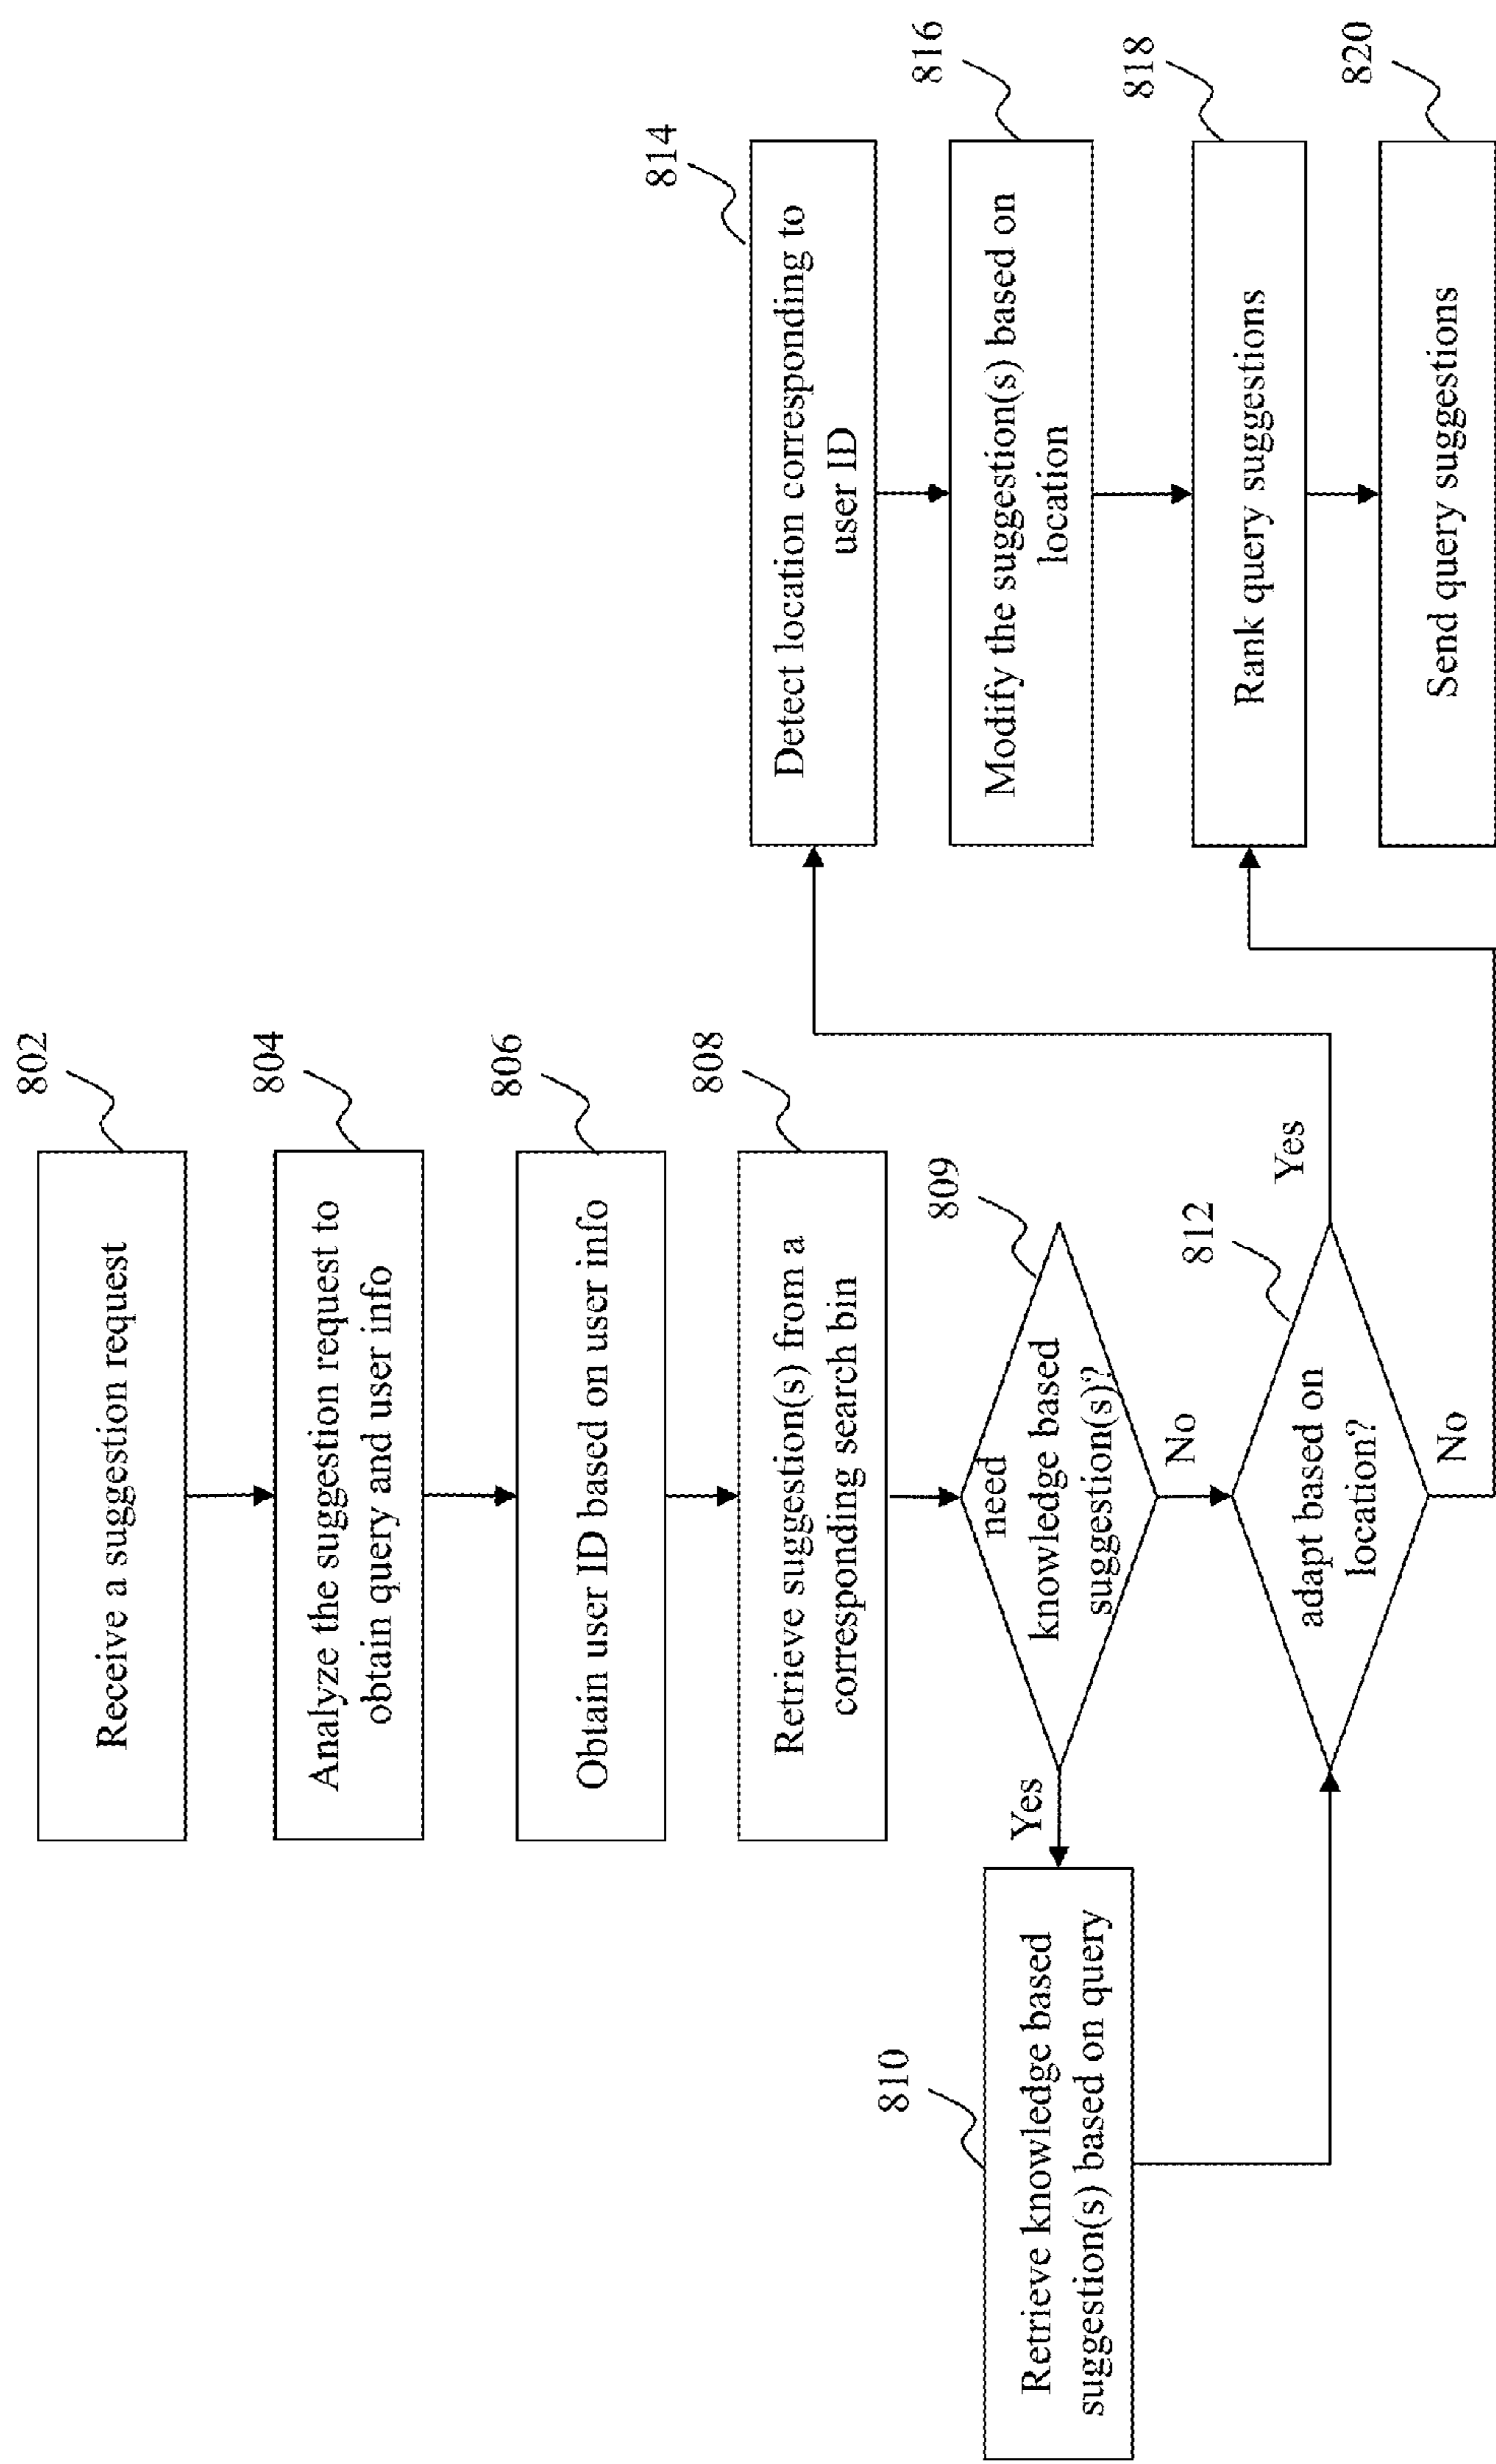 802
Receive a suggestion request
804
Analyze the suggestion request to
obtain query and user info
806
Obtain user ID based on user info
808
Retrieve suggestion(s) from a
corresponding search bin
809
need
knowledge based
suggestion(s)?
Yes
No
810
Retrieve knowledge based
suggestion(s) based on query
812
adapt based on
location?
Yes
No
814
Detect location corresponding to
user ID
816
Modify the suggestion(s) based on
location
818
Rank query suggestions
820
Send query suggestions